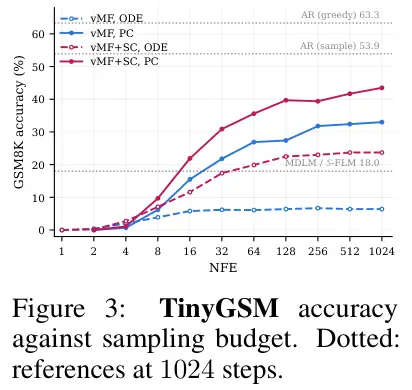 AR (greedy) 63.3
vMF, ODE
vMF, PC
vMF+SC, ODE
vMF+SC, PC
AR (sample) 53.9
MDLM / 𝕊-FLM 18.0
GSM8K accuracy (%)
60
50
40
30
20
10
0
1 2 4 8 16 32 64 128 256 512 1024
NFE
Figure 3: TinyGSM accuracy
against sampling budget. Dotted:
references at 1024 steps.